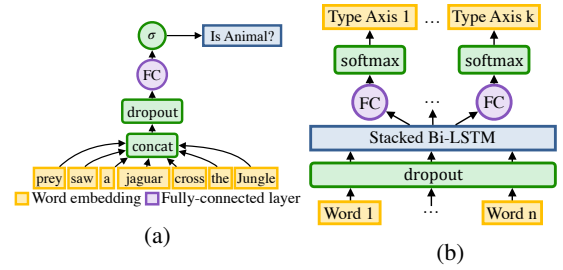 σ
Is Animal?
FC
dropout
concat
prey saw a jaguar cross the Jungle
Word embedding Fully-connected layer
(a)
Type Axis 1 ... Type Axis k
softmax softmax
FC ... FC
Stacked Bi-LSTM
dropout
... 
Word 1 ... Word n
(b)